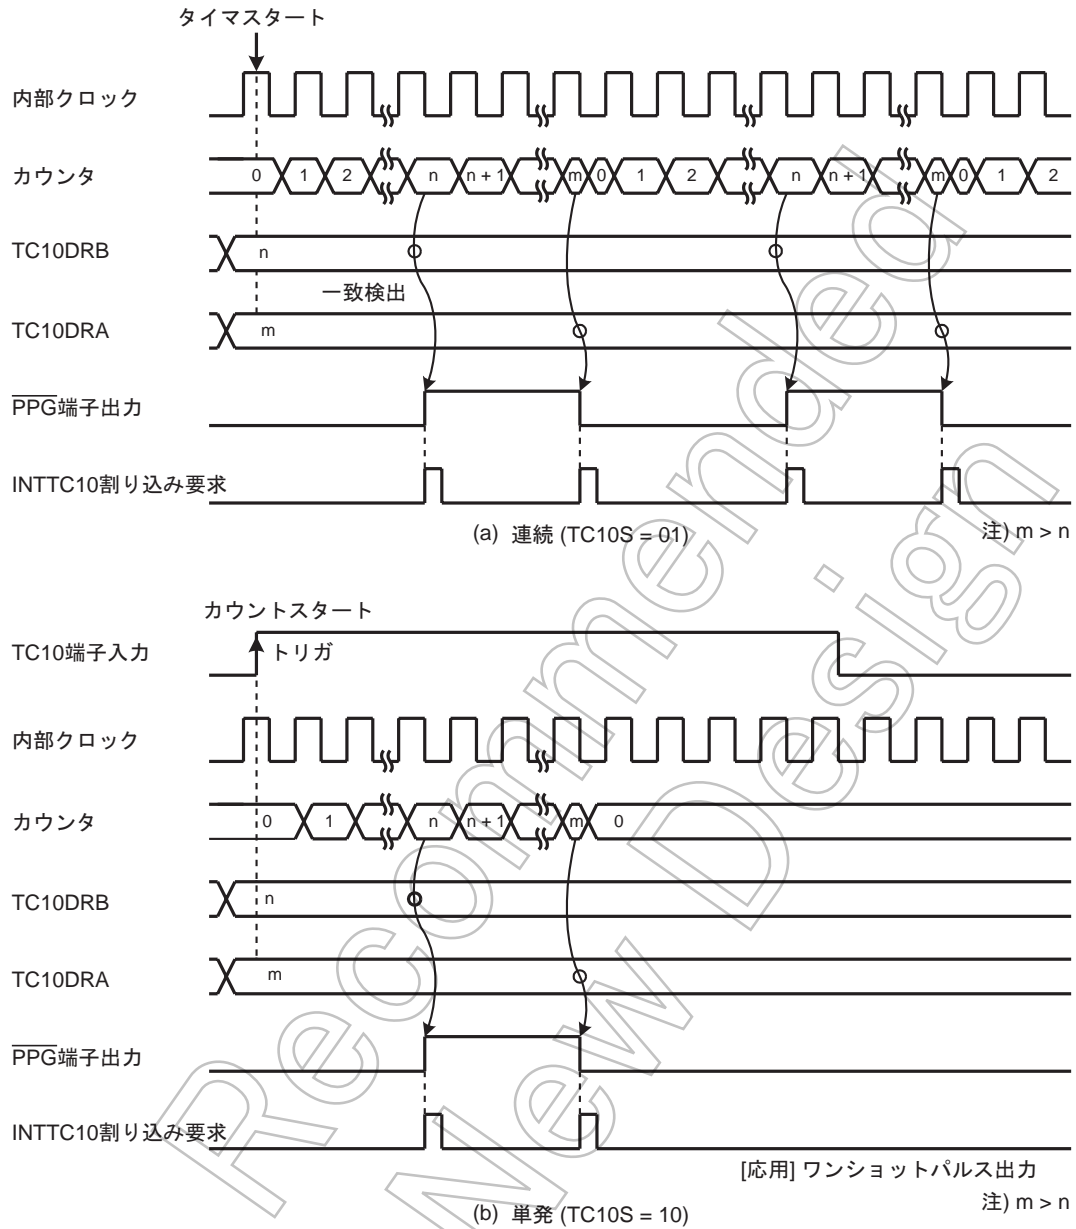 タイマスタート
内部クロック
カウンタ 0 1 2 n n + 1 m 0 1 2 n n + 1 m 0 1 2
TC10DRB n
一致検出
TC10DRA m
PPG端子出力
INTTC10割り込み要求
(a) 連続 (TC10S = 01) 注) m > n
カウントスタート
TC10端子入力 トリガ
内部クロック
カウンタ 0 1 n n + 1 m 0
TC10DRB n
TC10DRA m
PPG端子出力
INTTC10割り込み要求
[応用] ワンショットパルス出力
(b) 単発 (TC10S = 10) 注) m > n
Recommended
New Design